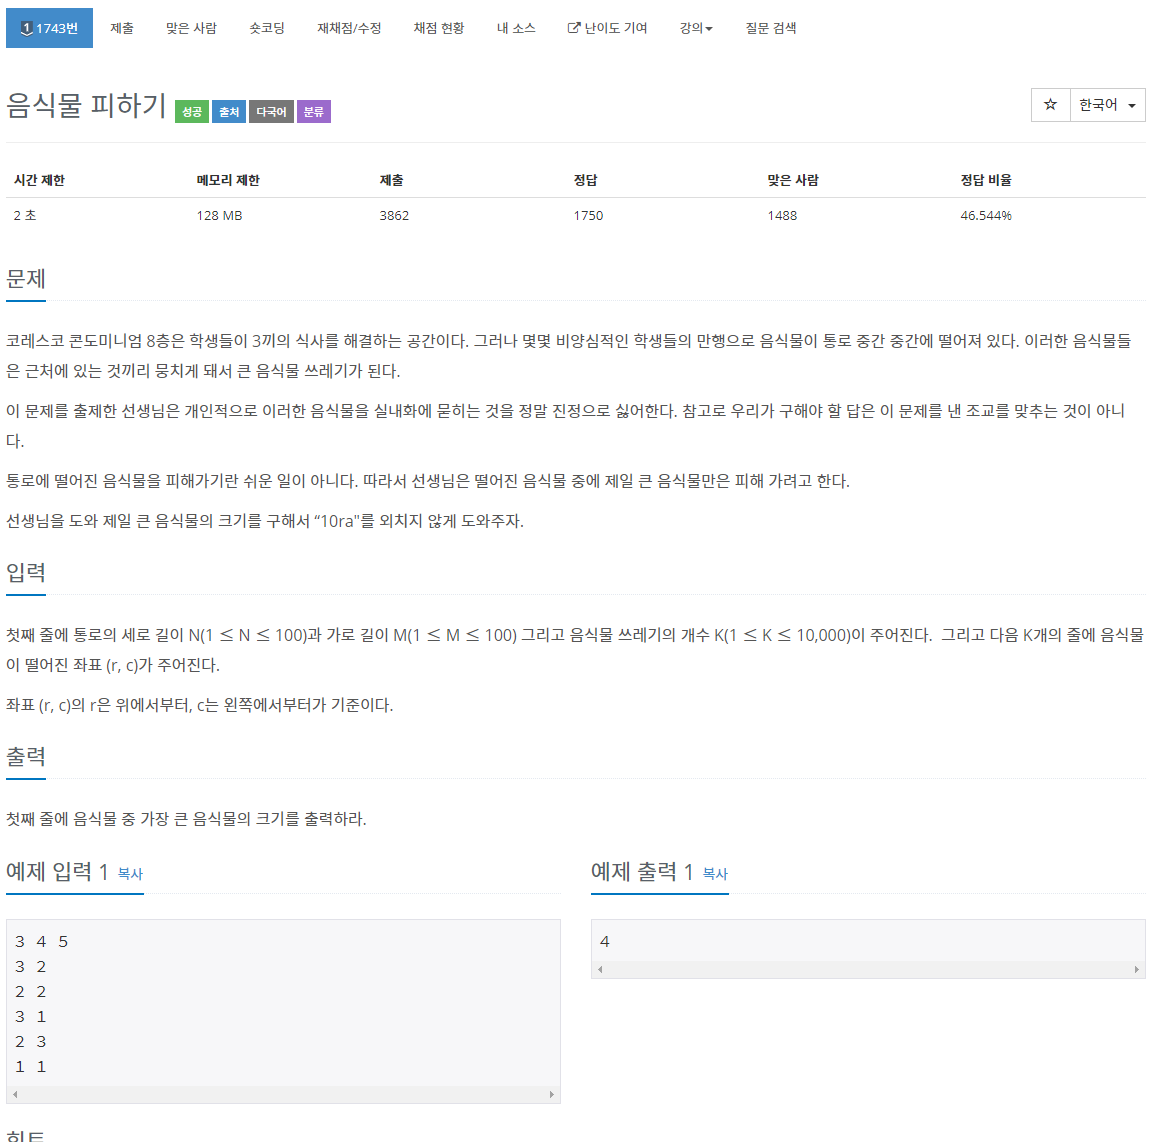 1743번 제출 맞은 사람 숏코딩 재채점/수정 채점 현황 내 소스 난이도 기여 강의 질문 검색
음식물 피하기 성공 출처 다국어 분류 ☆ 한국어
시간 제한 메모리 제한 제출 정답 맞은 사람 정답 비율
2 초 128 MB 3862 1750 1488 46.544%
문제
코레스코 콘도미니엄 8층은 학생들이 3끼의 식사를 해결하는 공간이다. 그러나 몇몇 비양심적인 학생들의 만행으로 음식물이 통로 중간 중간에 떨어져 있다. 이러한 음식물들
은 근처에 있는 것끼리 뭉치게 돼서 큰 음식물 쓰레기가 된다.
이 문제를 출제한 선생님은 개인적으로 이러한 음식물을 실내화에 묻히는 것을 정말 진정으로 싫어한다. 참고로 우리가 구해야 할 답은 이 문제를 낸 조교를 맞추는 것이 아니
다.
통로에 떨어진 음식물을 피해가기란 쉬운 일이 아니다. 따라서 선생님은 떨어진 음식물 중에 제일 큰 음식물만은 피해 가려고 한다.
선생님을 도와 제일 큰 음식물의 크기를 구해서 “10ra"를 외치지 않게 도와주자.
입력
첫째 줄에 통로의 세로 길이 N(1 ≤ N ≤ 100)과 가로 길이 M(1 ≤ M ≤ 100) 그리고 음식물 쓰레기의 개수 K(1 ≤ K ≤ 10,000)이 주어진다.  그리고 다음 K개의 줄에 음식물
이 떨어진 좌표 (r, c)가 주어진다.
좌표 (r, c)의 r은 위에서부터, c는 왼쪽에서부터가 기준이다.
출력
첫째 줄에 음식물 중 가장 큰 음식물의 크기를 출력하라.
예제 입력 1 복사
3 4 5
3 2
2 2
3 1
2 3
1 1
예제 출력 1 복사
4
힌트